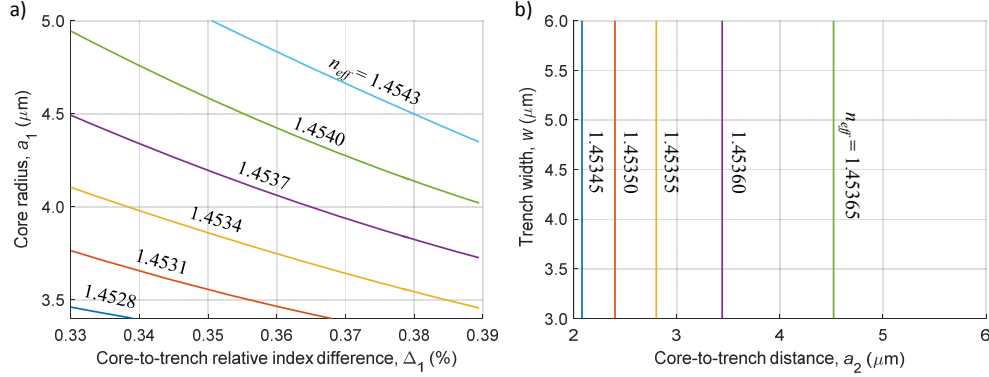 a)
b)
5.0
4.5
4.0
3.5
Core radius, a1 (μm)
neff = 1.4543
1.4540
1.4537
1.4534
1.4531
1.4528
0.33 0.34 0.35 0.36 0.37 0.38 0.39
Core-to-trench relative index difference, Δ1 (%)
6.0
5.5
5.0
4.5
4.0
3.5
3.0
Trench width, w (μm)
1.45345
1.45350
1.45355
1.45360
neff = 1.45365
2 3 4 5 6
Core-to-trench distance, a2 (μm)